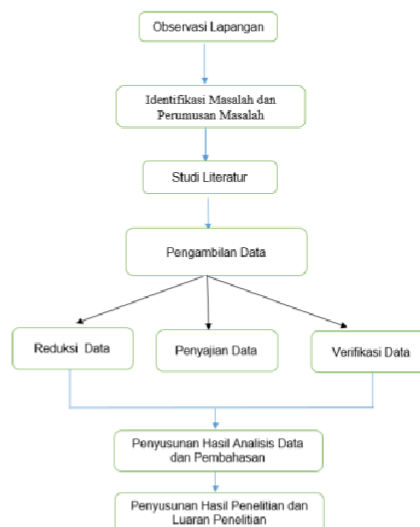 Observasi Lapangan
Identifikasi Masalah dan
Perumusan Masalah
Studi Literatur
Pengambilan Data
Reduksi Data
Penyajian Data
Verifikasi Data
Penyusunan Hasil Analisis Data
dan Pembahasan
Penyusunan Hasil Penelitian dan
Luaran Penelitian